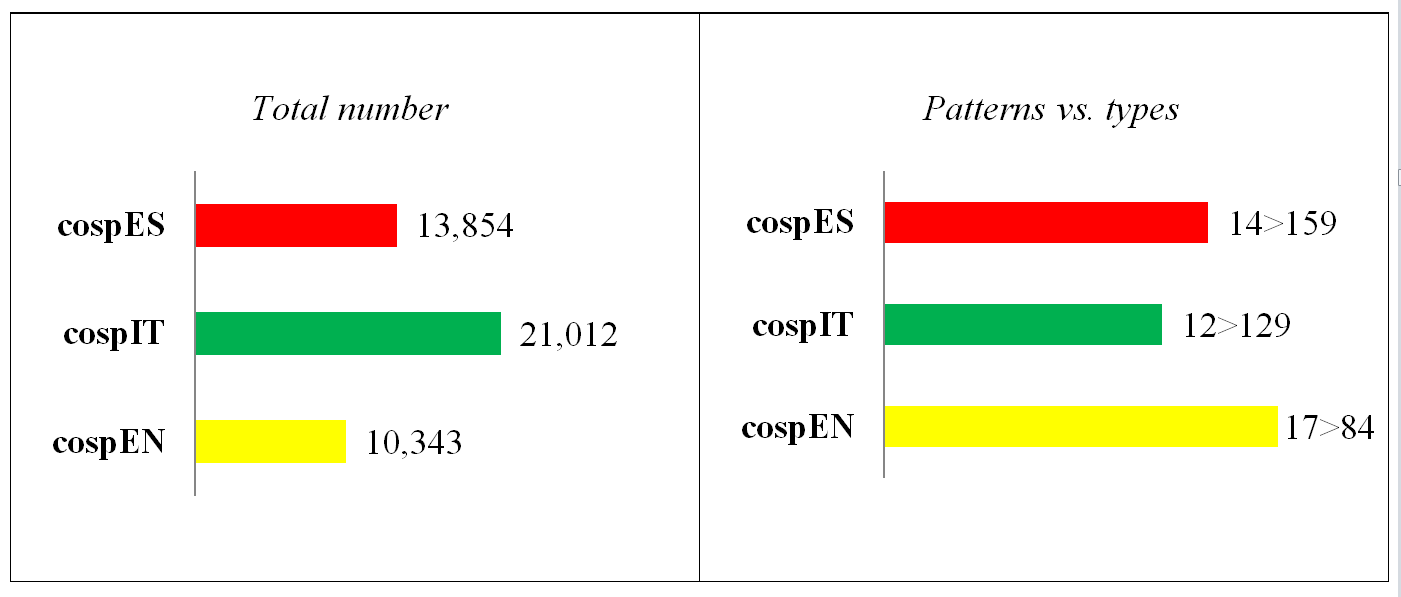 Total number
cospES 13,854
cospIT 21,012
cospEN 10,343
Patterns vs. types
cospES 14>159
cospIT 12>129
cospEN 17>84